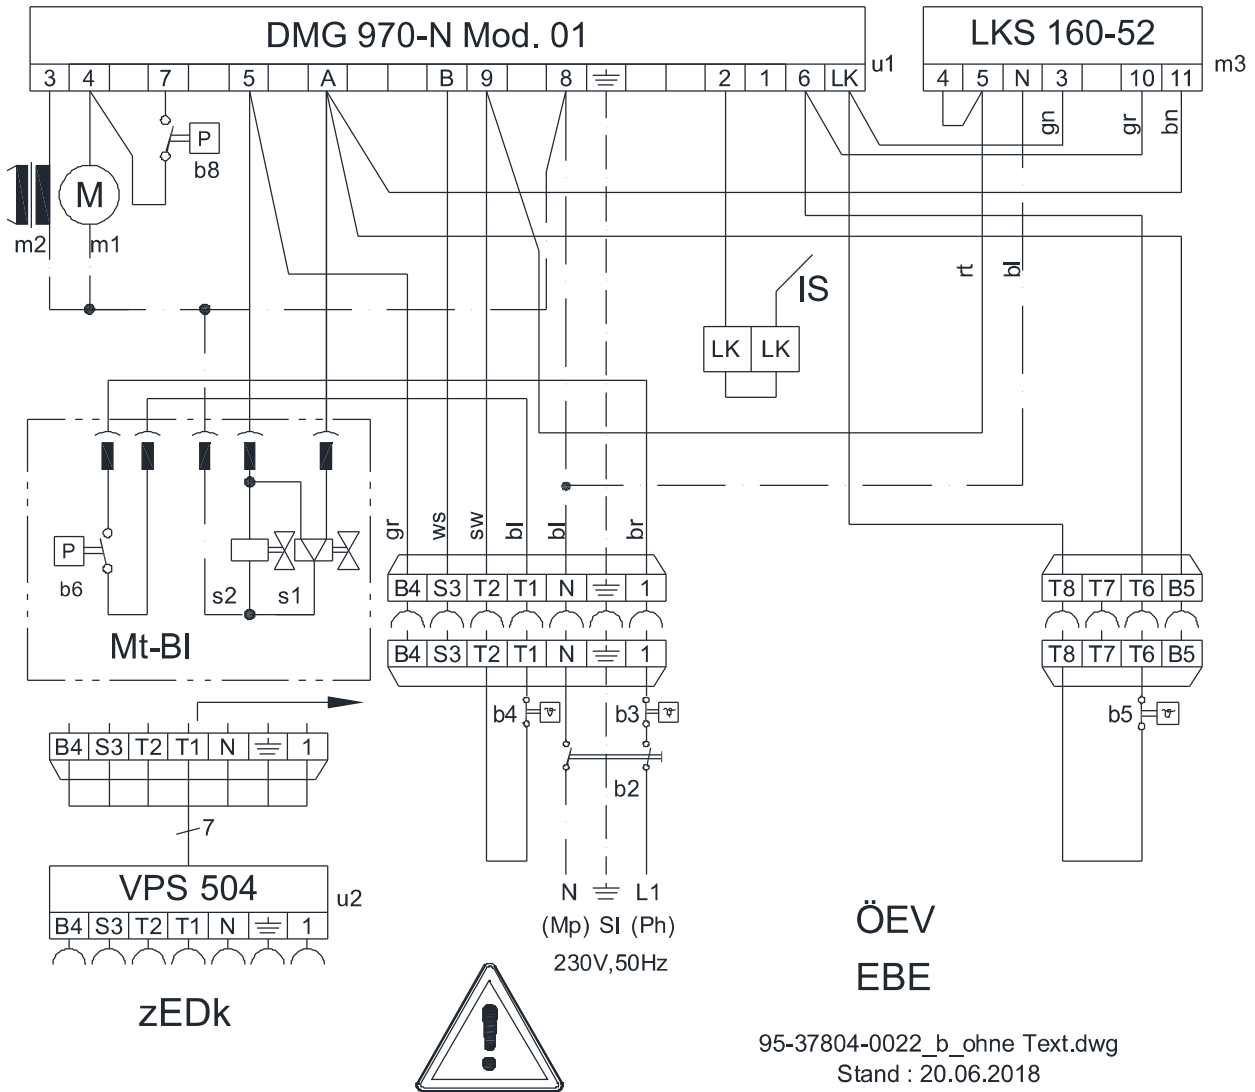 DMG 970-N Mod. 01
LKS 160-52
u1
m3
3 4 7 5 A B 9 8 2 1 6 LK
4 5 N 3 10 11
gn
gr
bn
P
b8
M
m2
m1
rt
bl
IS
LK LK
gr
ws
sw
bl
bl
br
P
b6
s2
s1
Mt-BI
B4 S3 T2 T1 N 1
T8 T7 T6 B5
B4 S3 T2 T1 N 1
T8 T7 T6 B5
b4
ϑ
b3
ϑ
b5
ϑ
b2
B4 S3 T2 T1 N 1
7
VPS 504
u2
B4 S3 T2 T1 N 1
zEDk
N L1
(Mp) SI (Ph)
230V,50Hz
!
ÖEV
EBE
95-37804-0022_b_ohne Text.dwg
Stand : 20.06.2018